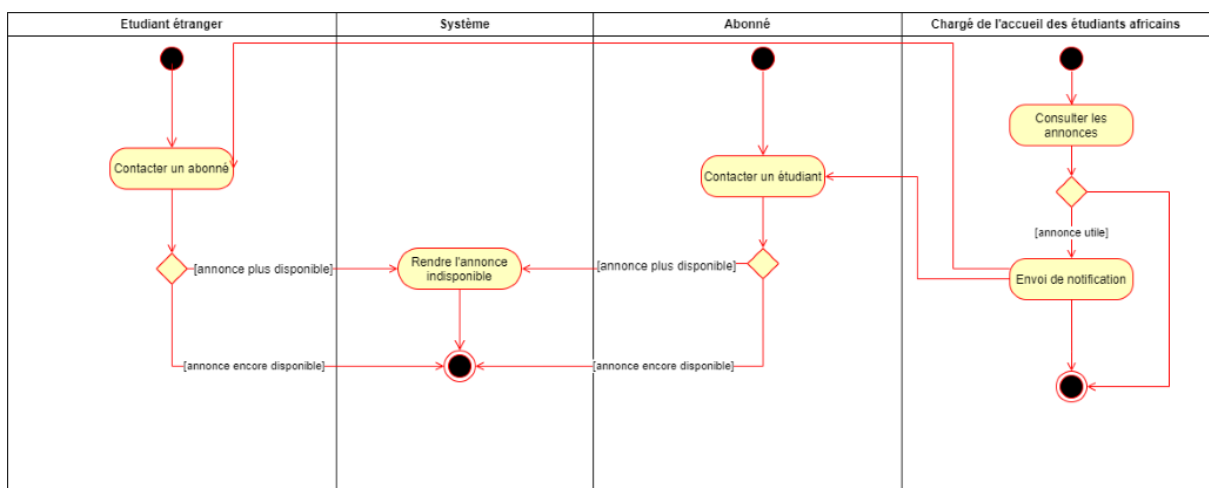 Etudiant étranger
Système
Abonné
Chargé de l'accueil des étudiants africains
Consulter les
annonces
Contacter un abonné
Contacter un étudiant
[annonce utile]
[annonce plus disponible]
Rendre l'annonce
indisponible
[annonce plus disponible]
Envoi de notification
[annonce encore disponible]
[annonce encore disponible]